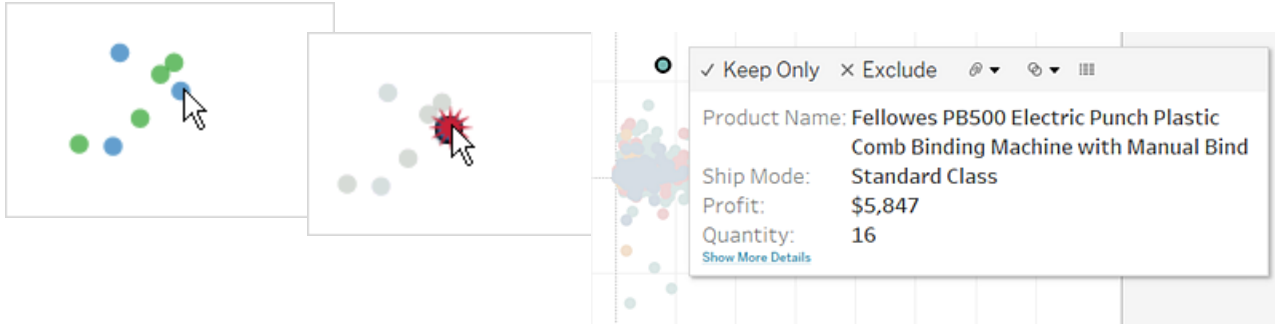 Keep Only Exclude
Product Name: Fellowes PB500 Electric Punch Plastic
Comb Binding Machine with Manual Bind
Ship Mode: Standard Class
Profit: $5,847
Quantity: 16
Show More Details